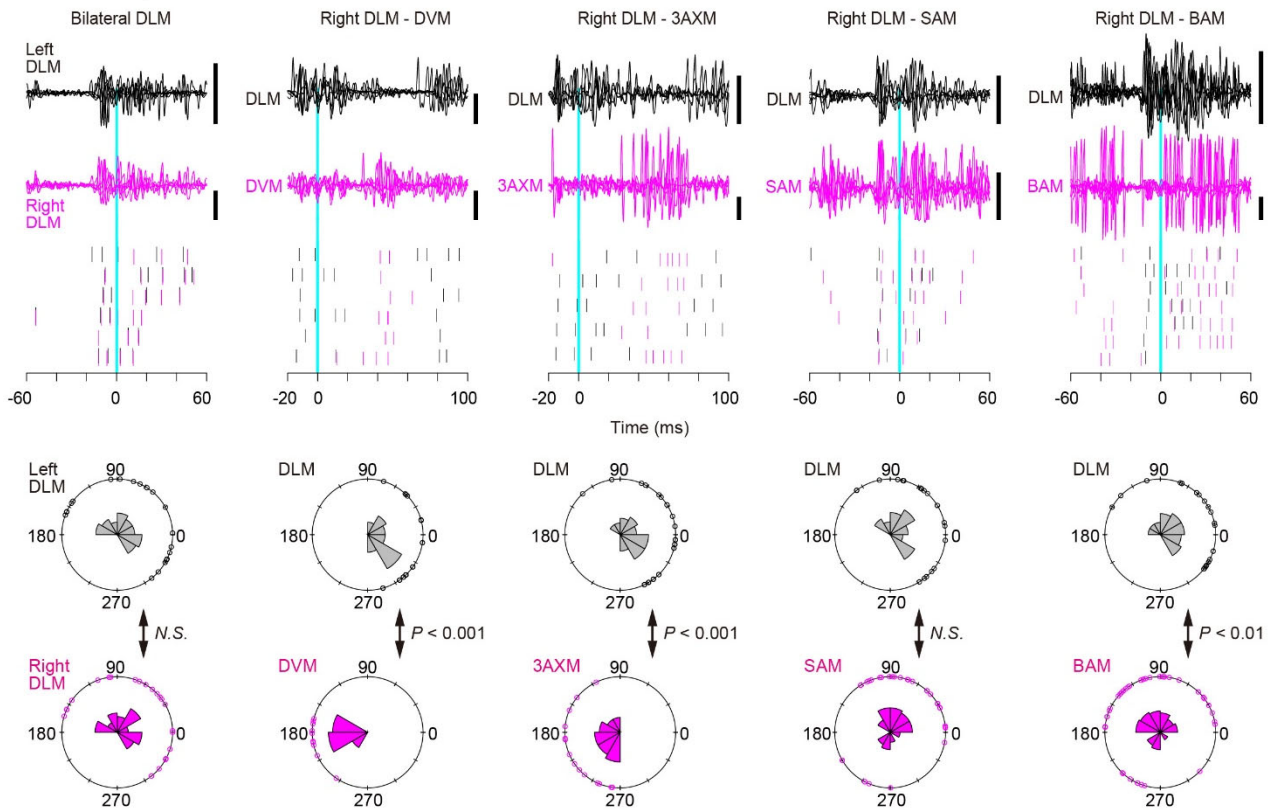 Bilateral DLM
Right DLM - DVM
Right DLM - 3AXM
Right DLM - SAM
Right DLM - BAM
Left
DLM
DLM
DLM
DLM
DLM
Right
DLM
DVM
3AXM
SAM
BAM
-60 0 60
-20 0 100
-20 0 100
-60 0 60
-60 0 60
Time (ms)
Left
DLM
90
180
0
270
DLM
90
180
0
270
DLM
90
180
0
270
DLM
90
180
0
270
DLM
90
180
0
270
N.S.
P < 0.001
P < 0.001
N.S.
P < 0.01
Right
DLM
90
180
0
270
DVM
90
180
0
270
3AXM
90
180
0
270
SAM
90
180
0
270
BAM
90
180
0
270